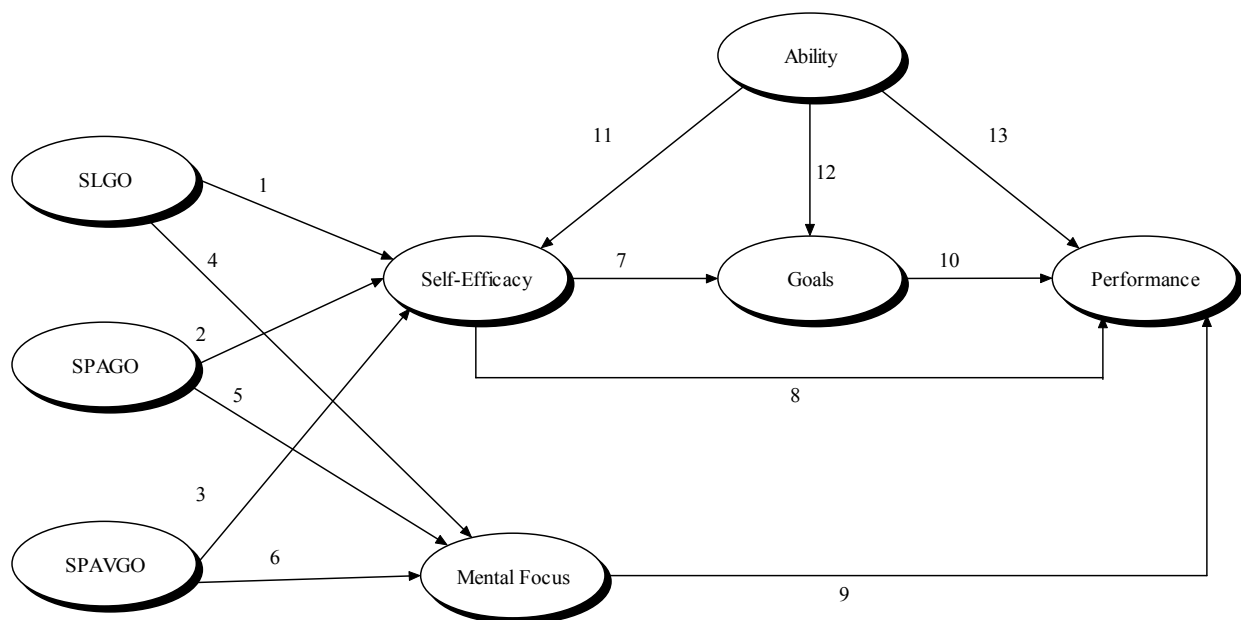 Ability
11
13
12
SLGO
1
4
Self-Efficacy
7
Goals
10
Performance
2
SPAGO
5
8
3
SPAVGO
6
Mental Focus
9